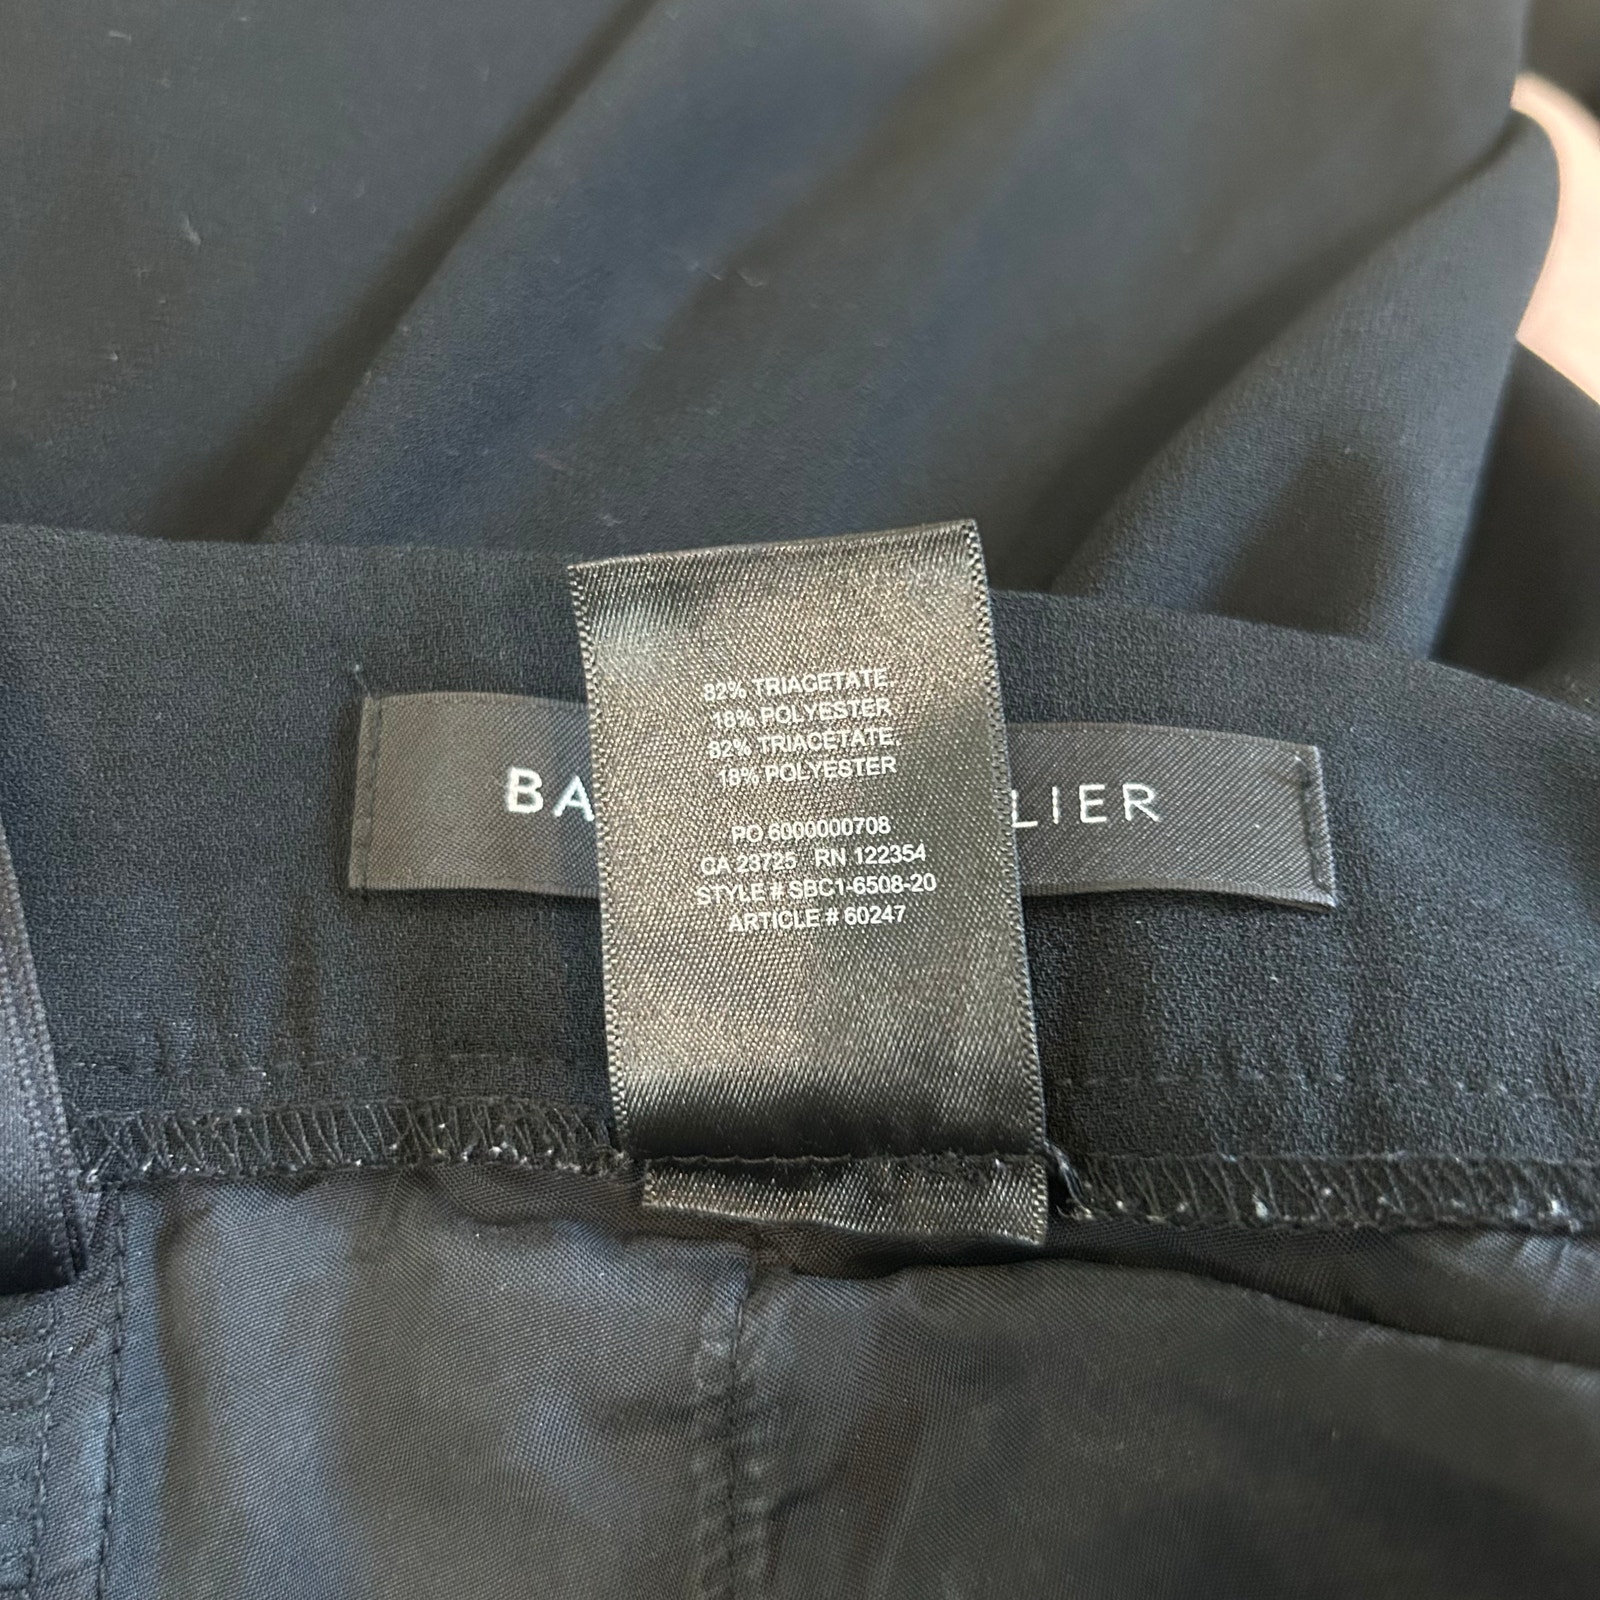 82% TRIACETATE.
18% POLYESTER
82% TRIACETATE.
18% POLYESTER
BA LIER
PO 6000000708
CA 23725 RN 122354
STYLE # SBC1-6508-20
ARTICLE # 60247